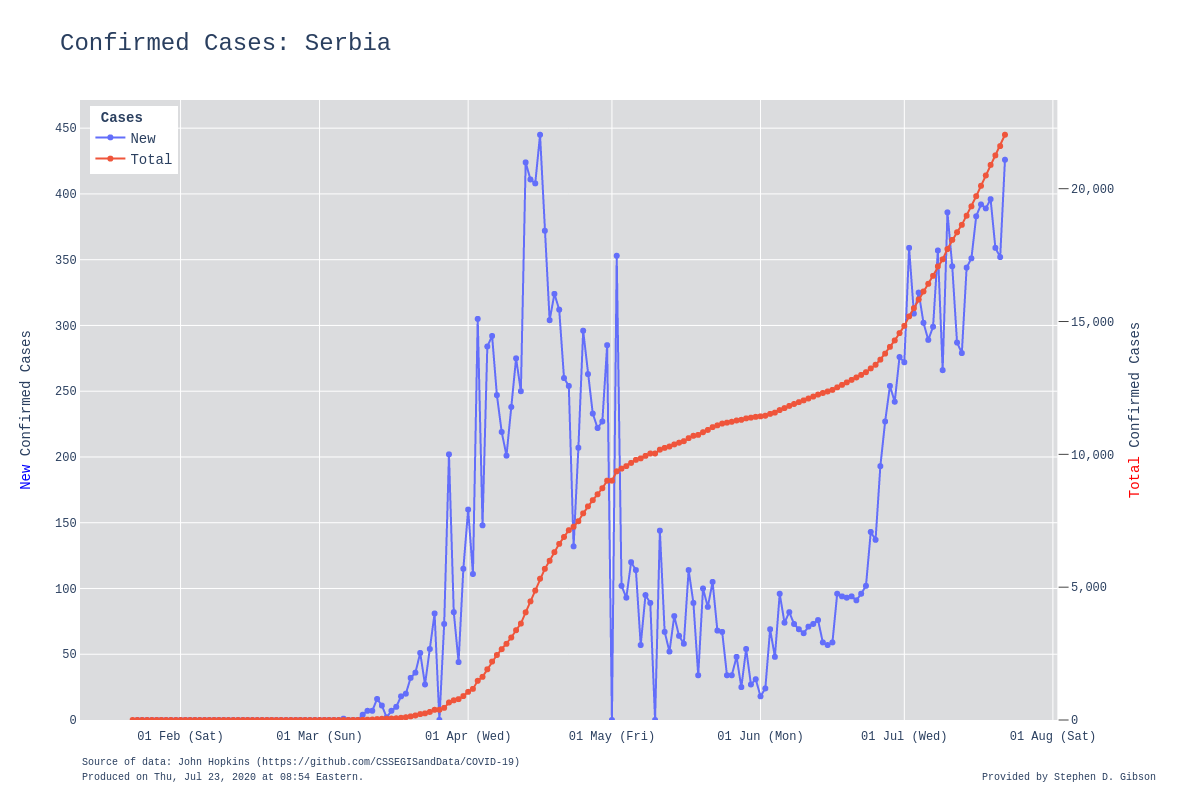 Confirmed Cases: Serbia
Cases
New
Total
450
400
350
300
250
200
150
100
50
0
20,000
15,000
10,000
5,000
0
New Confirmed Cases
Total Confirmed Cases
01 Feb (Sat) 01 Mar (Sun) 01 Apr (Wed) 01 May (Fri) 01 Jun (Mon) 01 Jul (Wed) 01 Aug (Sat)
Source of data: John Hopkins (https://github.com/CSSEGISandData/COVID-19)
Produced on Thu, Jul 23, 2020 at 08:54 Eastern.
Provided by Stephen D. Gibson